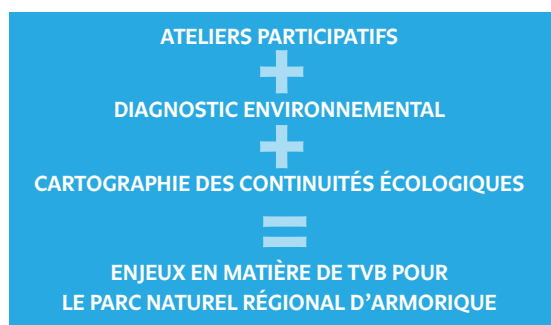 ATELIERS PARTICIPATIFS
+
DIAGNOSTIC ENVIRONNEMENTAL
+
CARTOGRAPHIE DES CONTINUITÉS ÉCOLOGIQUES
=
ENJEUX EN MATIÈRE DE TVB POUR
LE PARC NATUREL RÉGIONAL D’ARMORIQUE